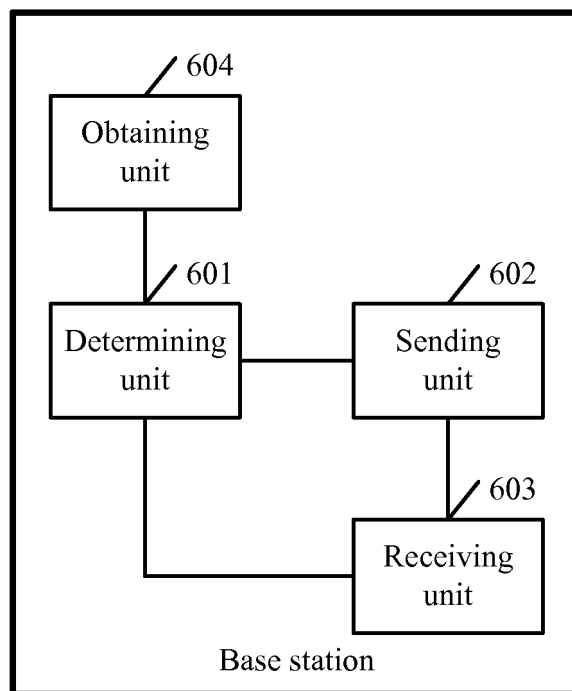 604
Obtaining
unit
601
Determining
unit
602
Sending
unit
603
Receiving
unit
Base station